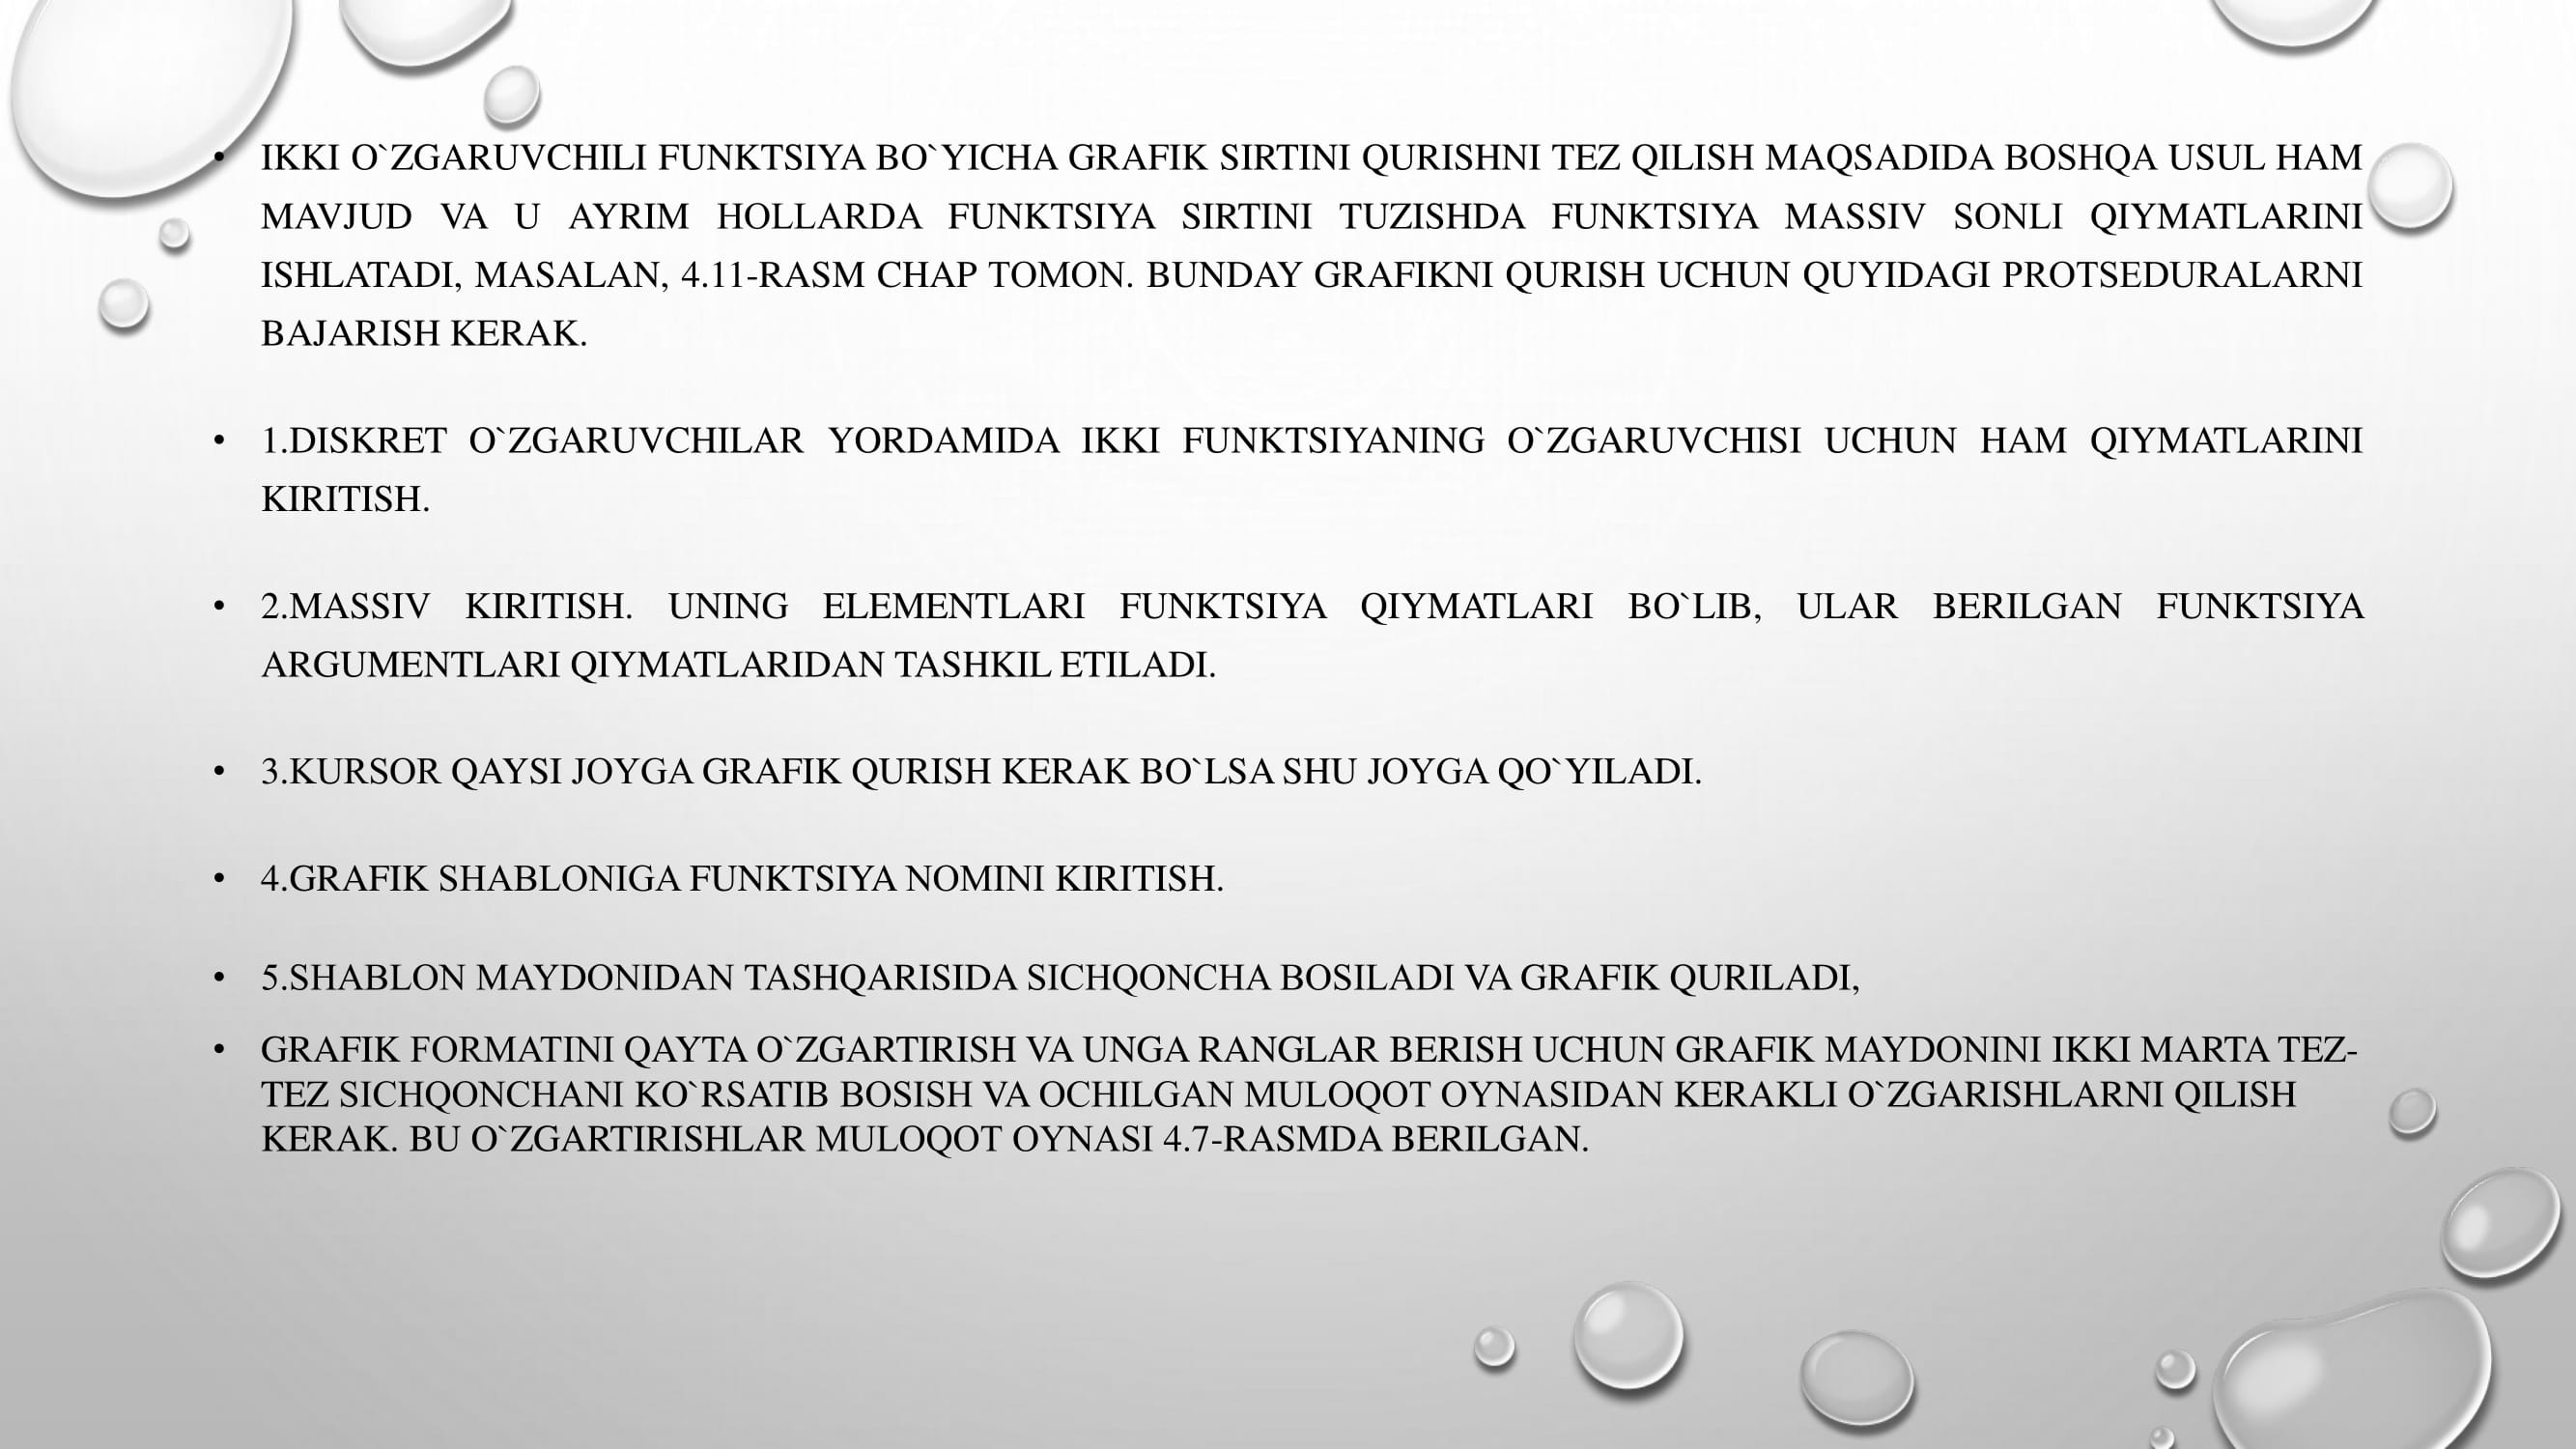 • IKKI O`ZGARUVCHILI FUNKTSIYA BO`YICHA GRAFIK SIRTINI QURISHNI TEZ QILISH MAQSADIDA BOSHQA USUL HAM
MAVJUD VA U AYRIM HOLLARDA FUNKTSIYA SIRTINI TUZISHDA FUNKTSIYA MASSIV SONLI QIYMATLARINI
ISHLATADI, MASALAN, 4.11-RASM CHAP TOMON. BUNDAY GRAFIKNI QURISH UCHUN QUYIDAGI PROTSEDURALARNI
BAJARISH KERAK.
• 1.DISKRET O`ZGARUVCHILAR YORDAMIDA IKKI FUNKTSIYANING O`ZGARUVCHISI UCHUN HAM QIYMATLARINI
KIRITISH.
• 2.MASSIV KIRITISH. UNING ELEMENTLARI FUNKTSIYA QIYMATLARI BO`LIB, ULAR BERILGAN FUNKTSIYA
ARGUMENTLARI QIYMATLARIDAN TASHKIL ETILADI.
• 3.KURSOR QAYSI JOYGA GRAFIK QURISH KERAK BO`LSA SHU JOYGA QO`YILADI.
• 4.GRAFIK SHABLONIGA FUNKTSIYA NOMINI KIRITISH.
• 5.SHABLON MAYDONIDAN TASHQARISIDA SICHQONCHA BOSILADI VA GRAFIK QURILADI,
• GRAFIK FORMATINI QAYTA O`ZGARTIRISH VA UNGA RANGLAR BERISH UCHUN GRAFIK MAYDONINI IKKI MARTA TEZ-
TEZ SICHQONCHANI KO`RSATIB BOSISH VA OCHILGAN MULOQOT OYNASIDAN KERAKLI O`ZGARISHLARNI QILISH
KERAK. BU O`ZGARTIRISHLAR MULOQOT OYNASI 4.7-RASMDA BERILGAN.